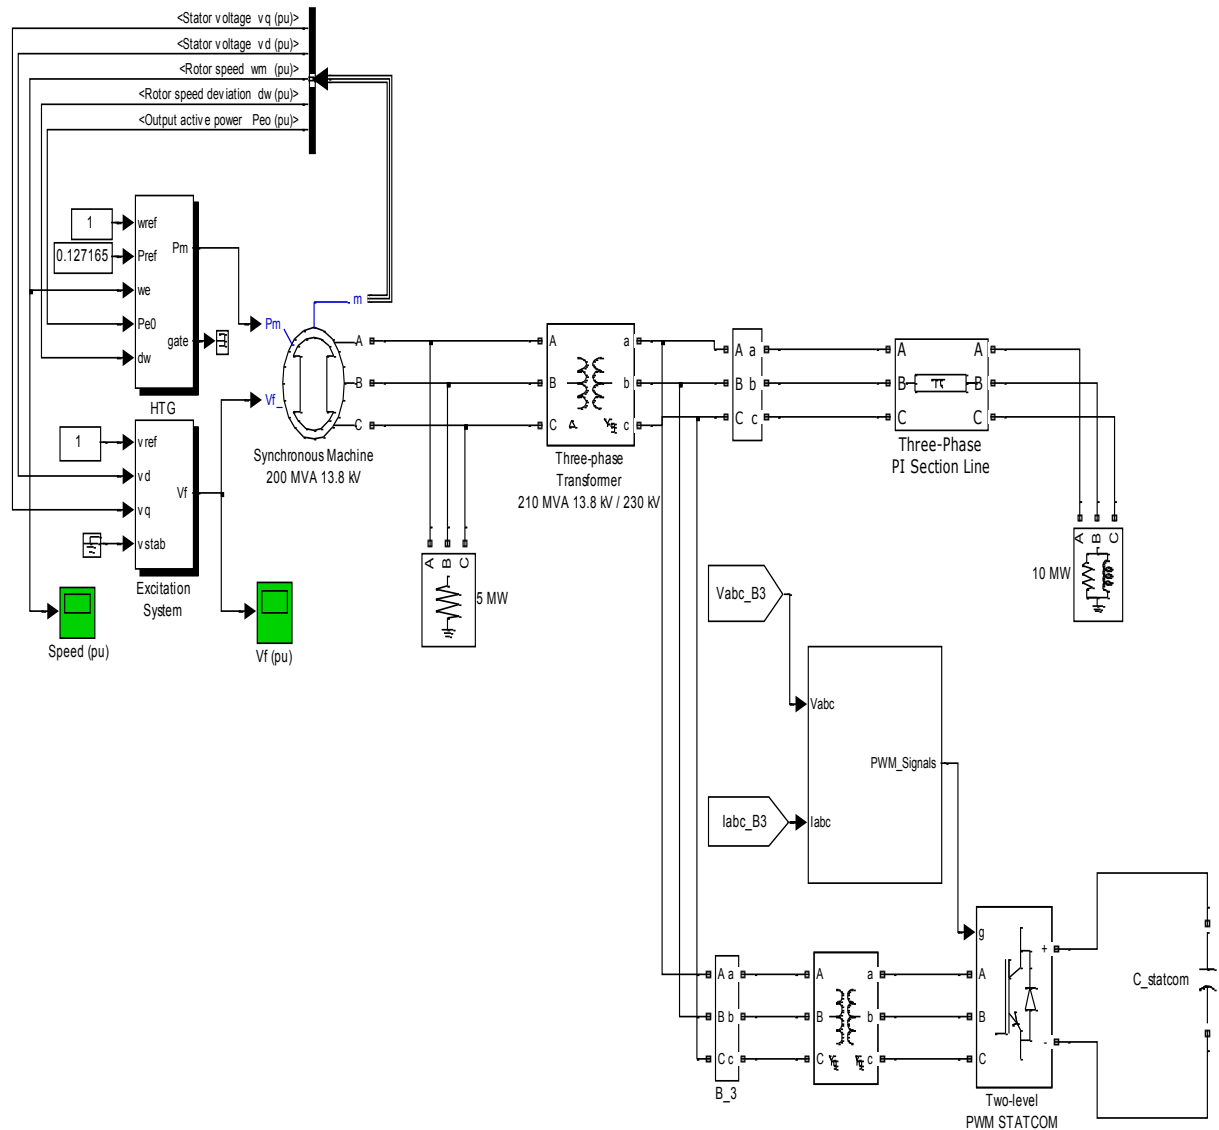 <Stator voltage vq (pu)>
<Stator voltage vd (pu)>
<Rotor speed wm (pu)>
<Rotor speed deviation dw (pu)>
<Output active power Peo (pu)>
1
wref
0.127165
Pref
Pm
we
Pe0
gate
dw
HTG
m
Pm
Vf_
A
B
C
Synchronous Machine
200 MVA 13.8 kV
1
vref
vd
Vf
vq
vstab
Excitation
System
Speed (pu)
Vf (pu)
A B C
5 MW
A a
B b
C c
Three-phase
Transformer
210 MVA 13.8 kV / 230 kV
A a
B b
C c
A A
B π B
C C
Three-Phase
PI Section Line
A B C
10 MW
Vabc_B3
Vabc
PWM_Signals
Iabc_B3
Iabc
A a
B b
C c
B_3
A a
B b
C c
g
+
A
B
-
C
Two-level
PWM STATCOM
C_statcom